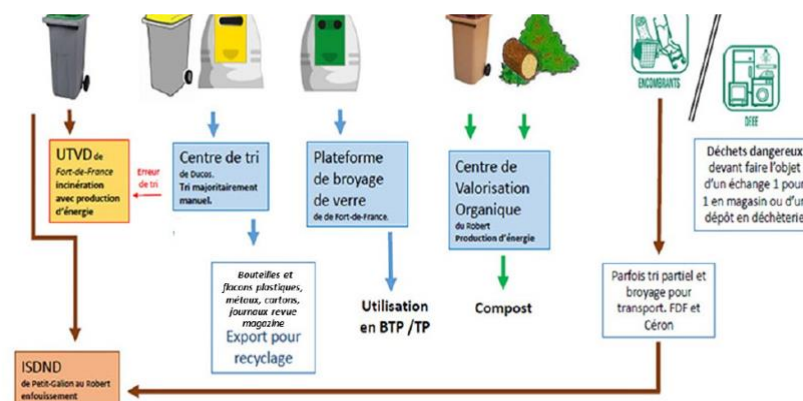 ENCOMBRANTS
DEEE
UTVD de
Fort-de-France
incinération
avec production
d'énergie
Erreur
de tri
Centre de tri
de Ducos.
Tri majoritairement
manuel.
Plateforme
de broyage
de verre
de de Fort-de-France.
Centre de
Valorisation
Organique
du Robert
Production d'énergie
Déchets dangereux
devant faire l'objet
d'un échange 1 pour
1 en magasin ou d'un
dépôt en déchèterie
Bouteilles et
flacons plastiques,
métaux, cartons,
journaux revue
magazine
Export pour
recyclage
Utilisation
en BTP /TP
Compost
Parfois tri partiel et
broyage pour
transport. FDF et
Céron
ISDND
de Petit-Galion au Robert
enfouissement